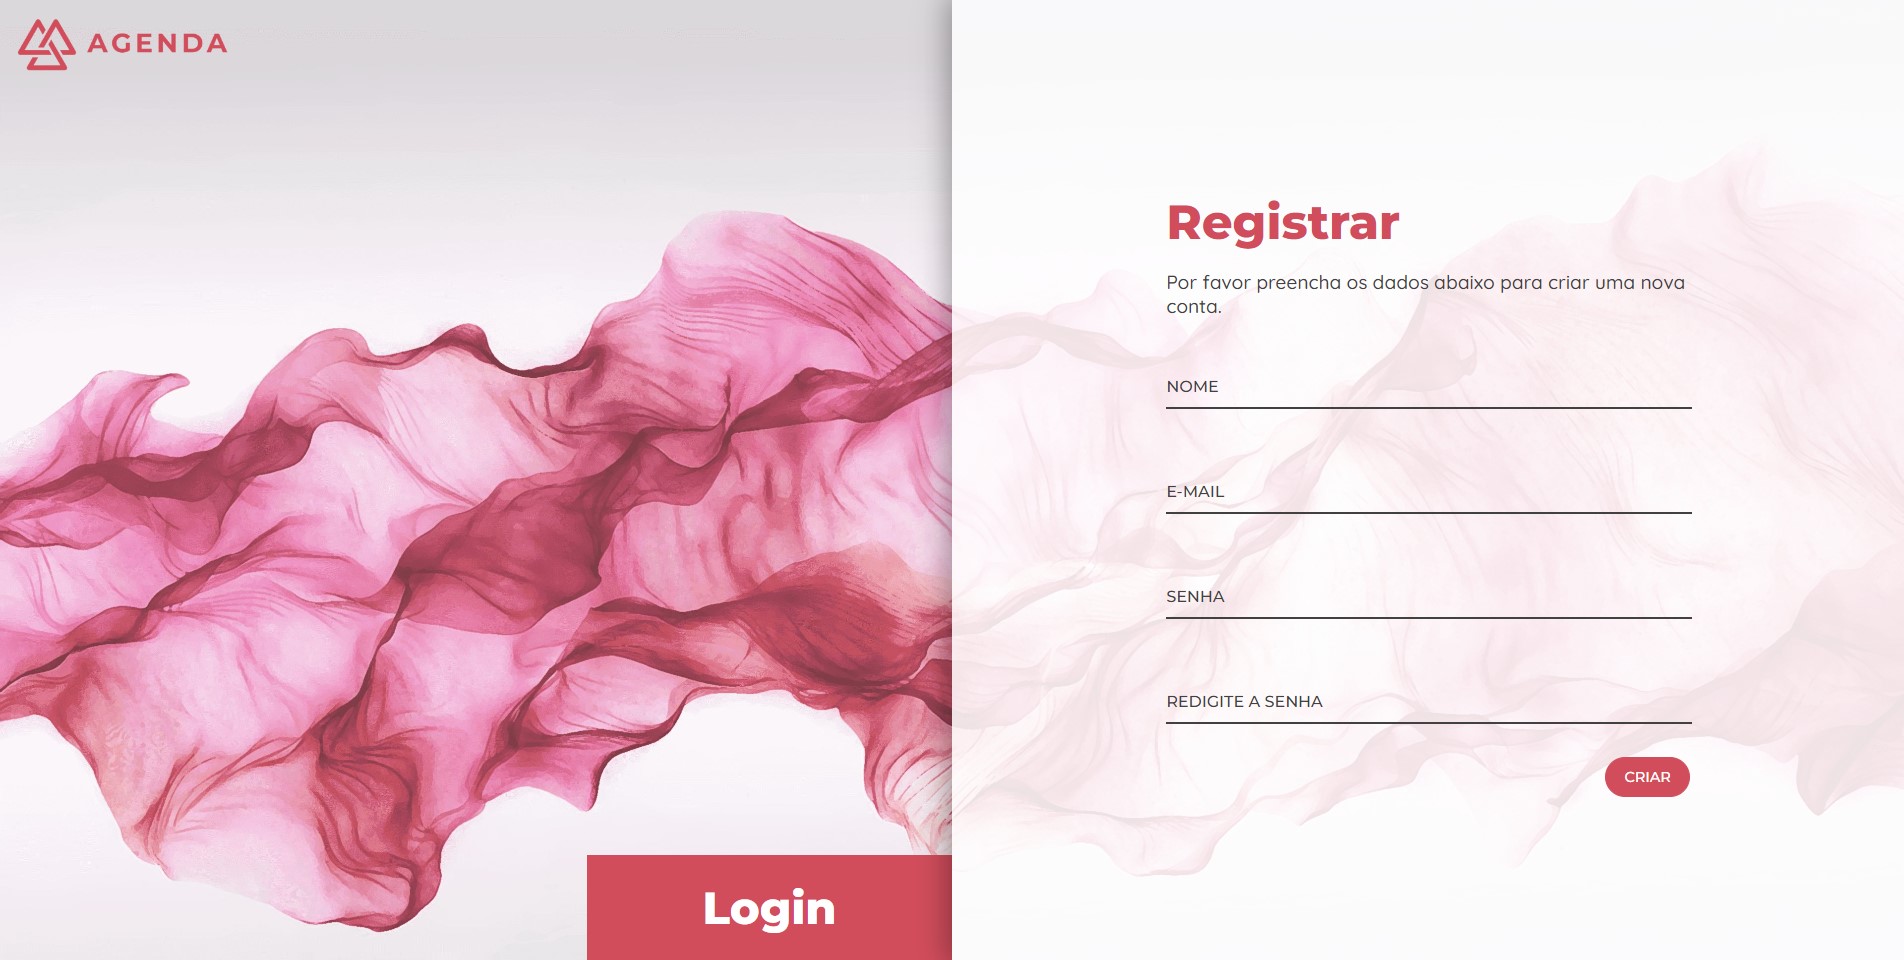 AGENDA
Registrar
Por favor preencha os dados abaixo para criar uma nova
conta.
NOME
E-MAIL
SENHA
REDIGITE A SENHA
CRIAR
Login